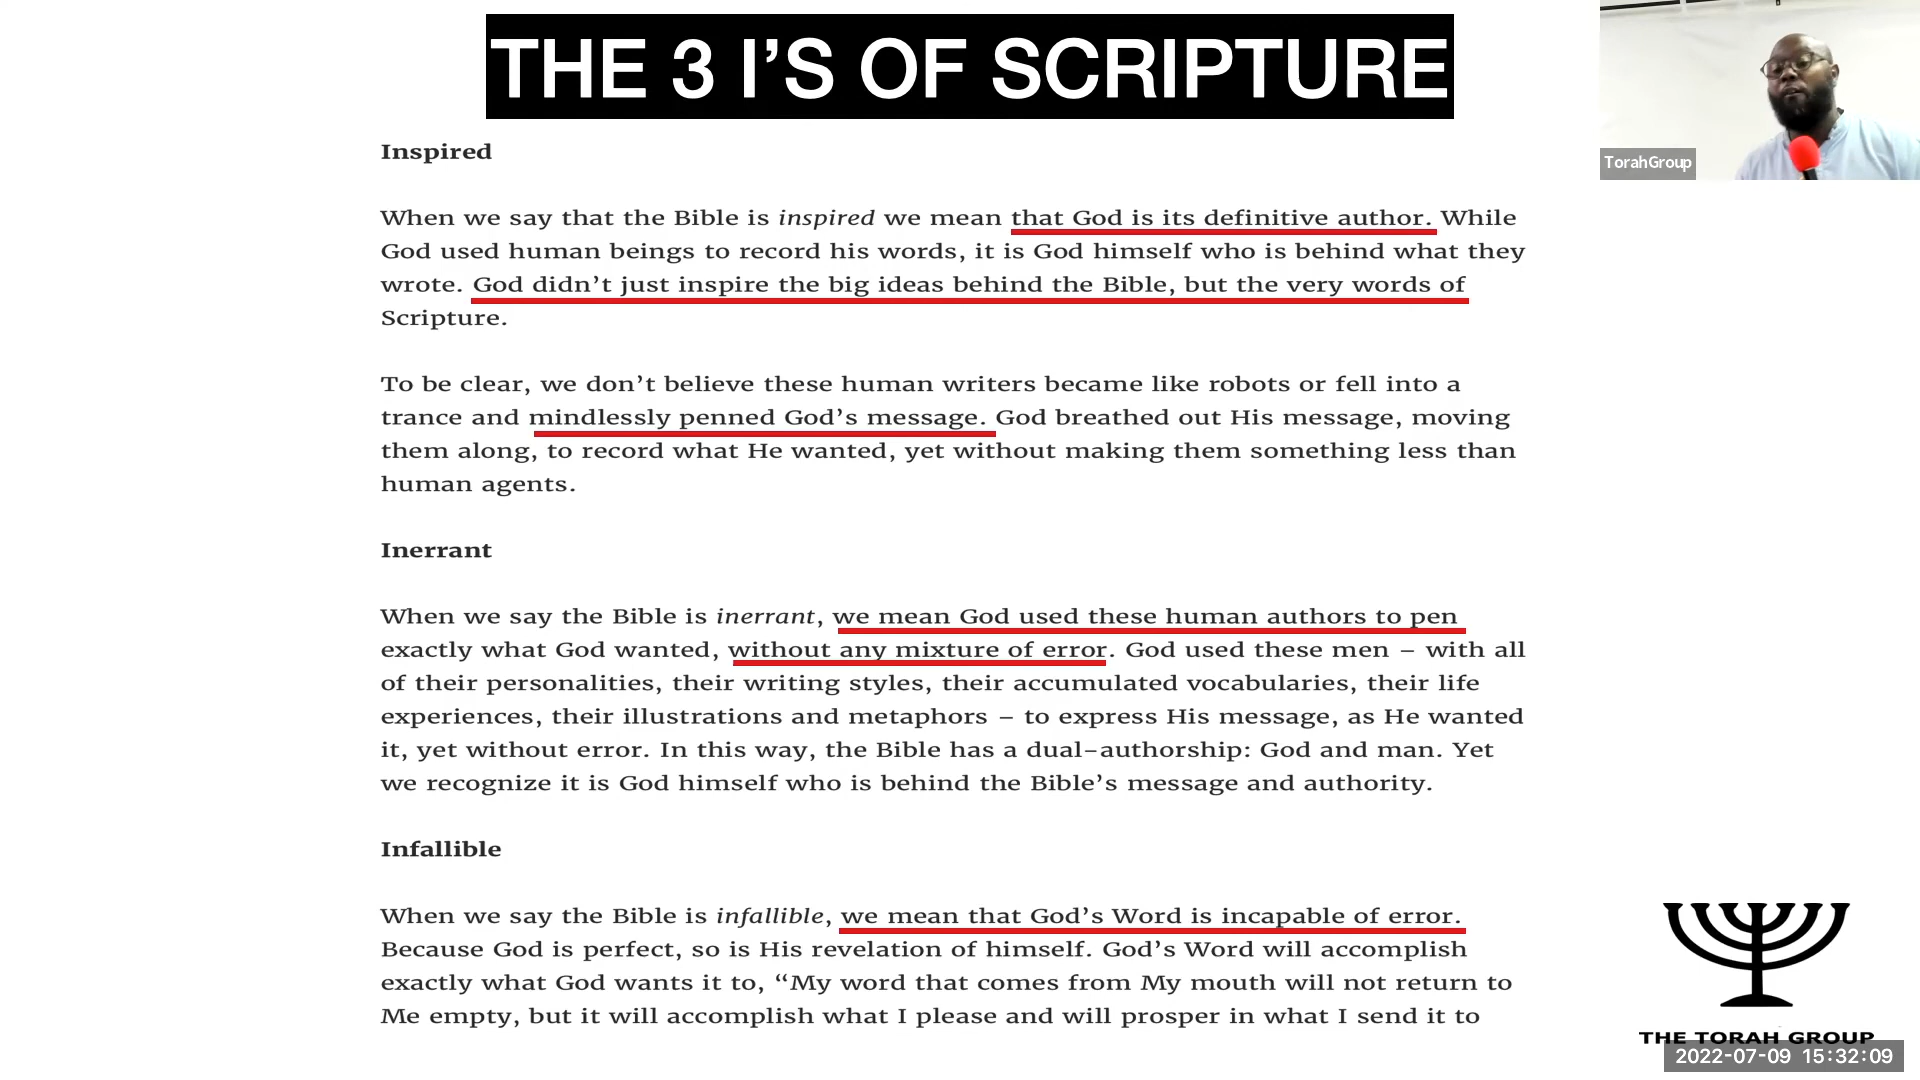 THE 3 I’S OF SCRIPTURE
TorahGroup
Inspired
When we say that the Bible is inspired we mean that God is its definitive author. While
God used human beings to record his words, it is God himself who is behind what they
wrote. God didn’t just inspire the big ideas behind the Bible, but the very words of
Scripture.
To be clear, we don’t believe these human writers became like robots or fell into a
trance and mindlessly penned God’s message. God breathed out His message, moving
them along, to record what He wanted, yet without making them something less than
human agents.
Inerrant
When we say the Bible is inerrant, we mean God used these human authors to pen
exactly what God wanted, without any mixture of error. God used these men – with all
of their personalities, their writing styles, their accumulated vocabularies, their life
experiences, their illustrations and metaphors – to express His message, as He wanted
it, yet without error. In this way, the Bible has a dual-authorship: God and man. Yet
we recognize it is God himself who is behind the Bible’s message and authority.
Infallible
When we say the Bible is infallible, we mean that God’s Word is incapable of error.
Because God is perfect, so is His revelation of himself. God’s Word will accomplish
exactly what God wants it to, “My word that comes from My mouth will not return to
Me empty, but it will accomplish what I please and will prosper in what I send it to
THE TORAH GROUP
2022-07-09 15:32:09